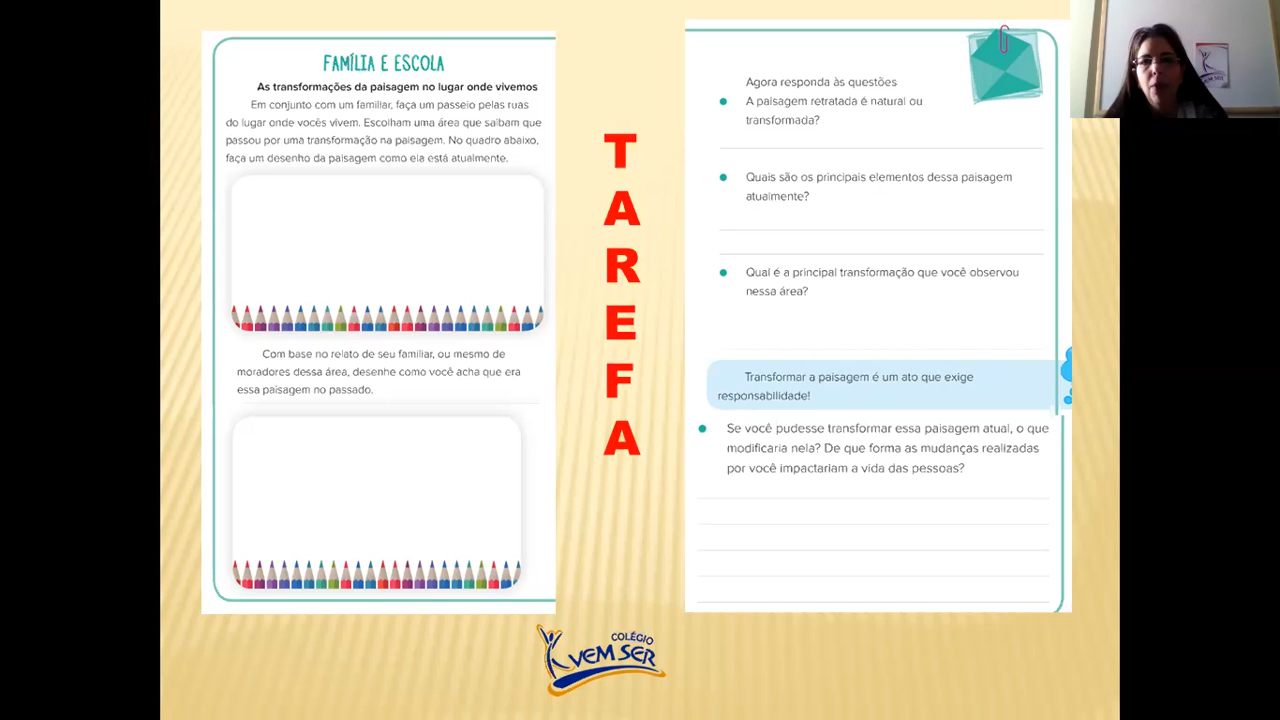 FAMÍLIA E ESCOLA
As transformações da paisagem no lugar onde vivemos
Em conjunto com um familiar, faça um passeio pelas ruas
do lugar onde vocês vivem. Escolham uma área que saibam que
passou por uma transformação na paisagem. No quadro abaixo,
faça um desenho da paisagem como ela está atualmente.
Com base no relato de seu familiar, ou mesmo de
moradores dessa área, desenhe como você acha que era
essa paisagem no passado.
T
A
R
E
F
A
Agora responda às questões
A paisagem retratada é natural ou
transformada?
Quais são os principais elementos dessa paisagem
atualmente?
Qual é a principal transformação que você observou
nessa área?
Transformar a paisagem é um ato que exige
responsabilidade!
Se você pudesse transformar essa paisagem atual, o que
modificaria nela? De que forma as mudanças realizadas
por você impactariam a vida das pessoas?
COLÉGIO
VEM SER